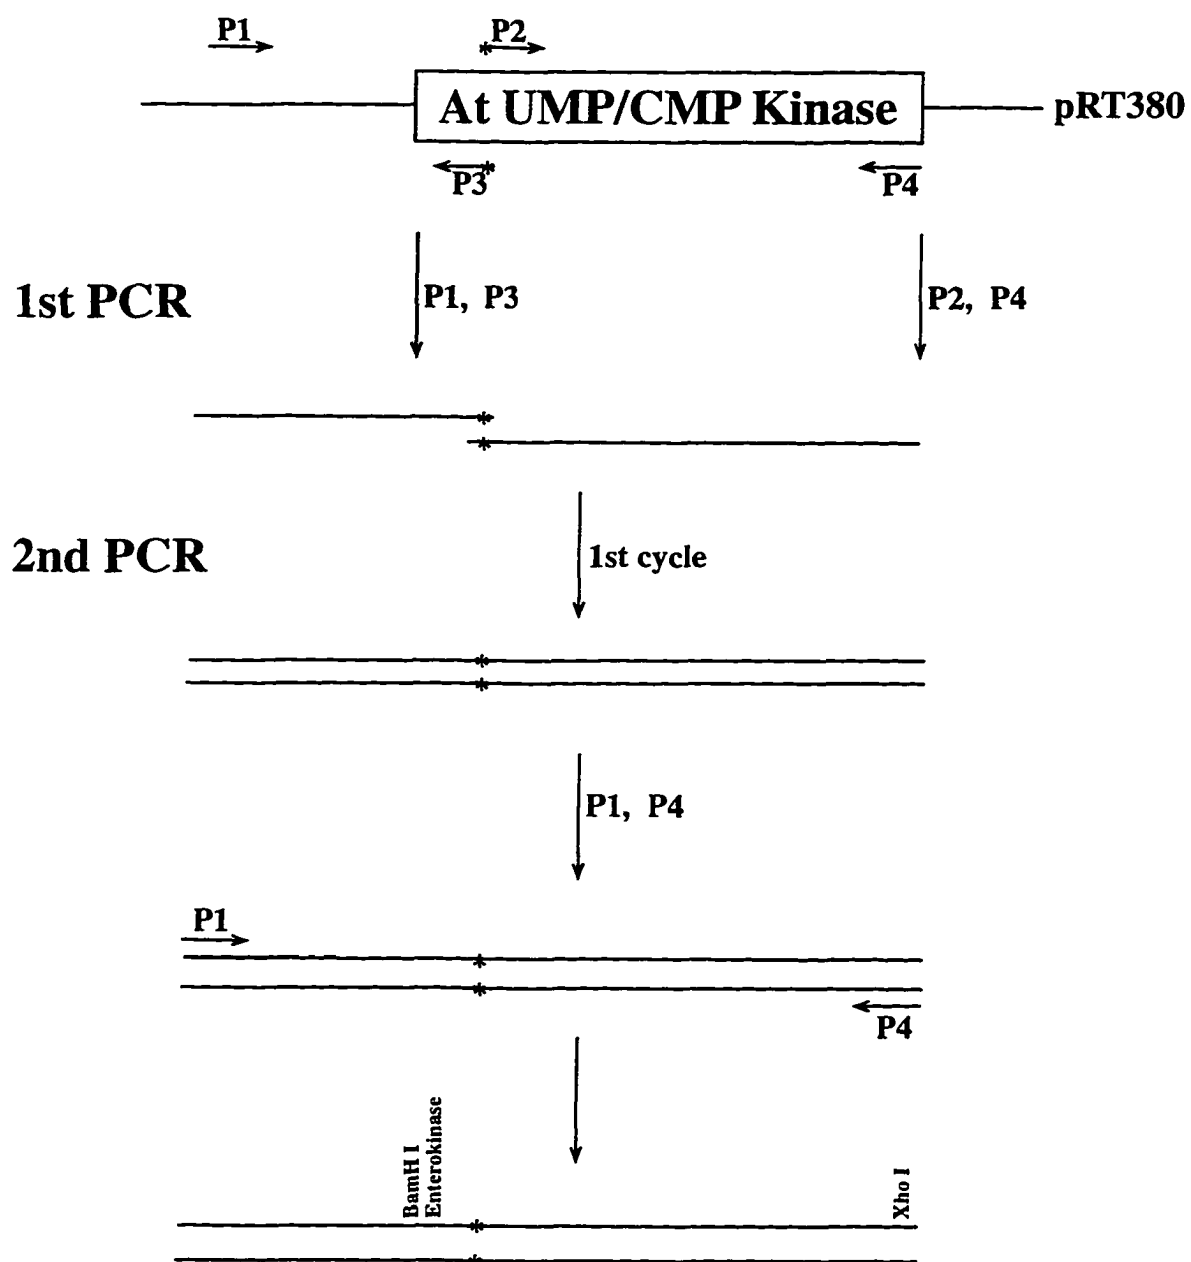 P1
*P2
At UMP/CMP Kinase
pRT380
P3*
P4
1st PCR
P1, P3
P2, P4
*
*
2nd PCR
1st cycle
*
*
P1, P4
P1
*
*
P4
BamH I
Enterokinase
Xho I
*
*